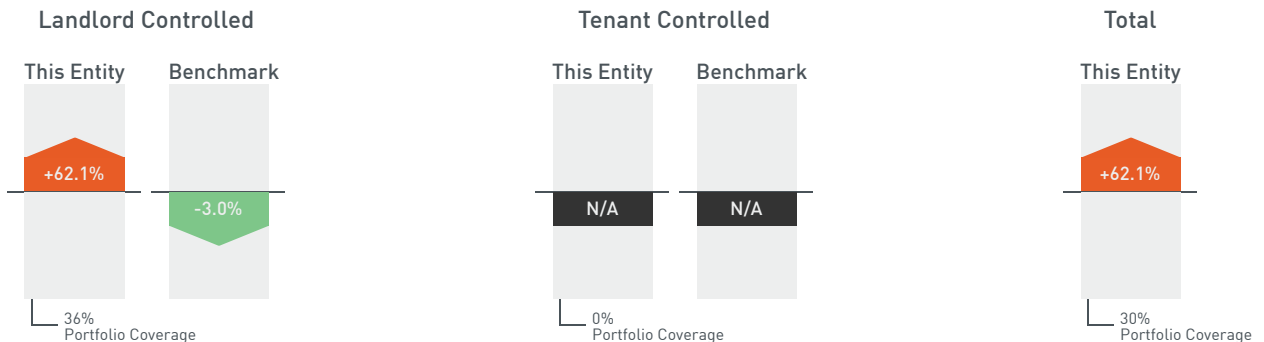 Landlord Controlled
This Entity
Benchmark
+62.1%
-3.0%
36%
Portfolio Coverage
Tenant Controlled
This Entity
Benchmark
N/A
N/A
0%
Portfolio Coverage
Total
This Entity
+62.1%
30%
Portfolio Coverage